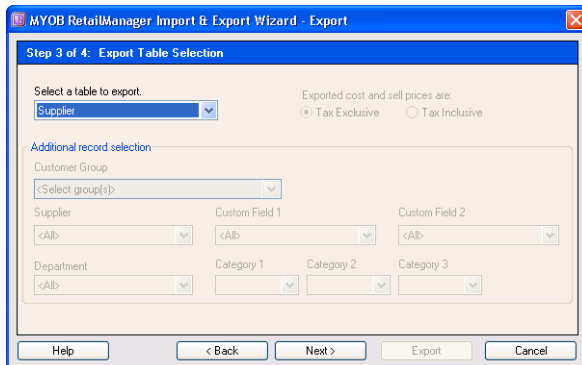 MYOB RetailManager Import & Export Wizard - Export
Step 3 of 4: Export Table Selection
Select a table to export.
Supplier
Exported cost and sell prices are:
Tax Exclusive
Tax Inclusive
Additional record selection
Customer Group
<Select group(s)>
Supplier
Custom Field 1
Custom Field 2
<All>
<All>
<All>
Department
Category 1
Category 2
Category 3
<All>
Help
< Back
Next >
Export
Cancel